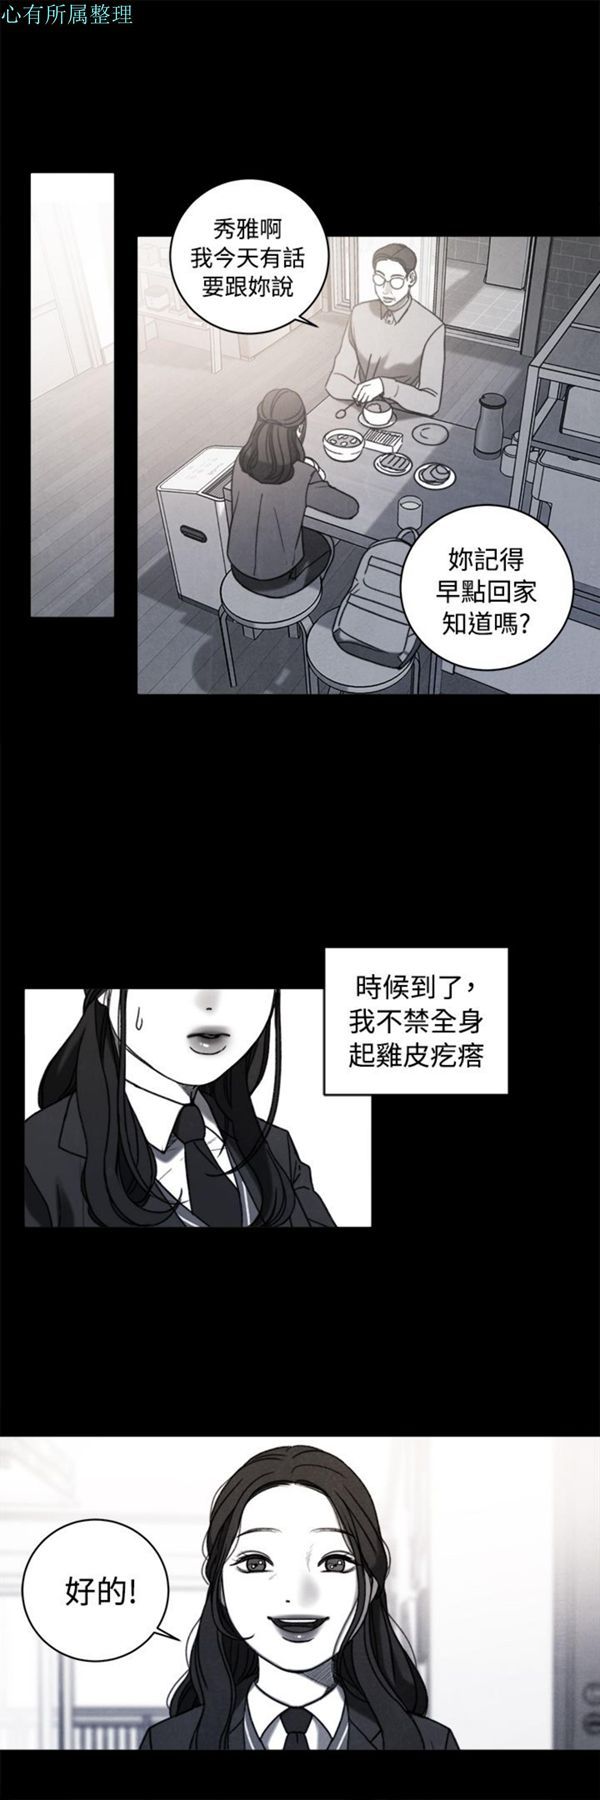 心有所属整理
秀雅啊
我今天有話
要跟妳說
妳記得
早點回家
知道嗎?
時候到了,
我不禁全身
起雞皮疙瘩
好的!